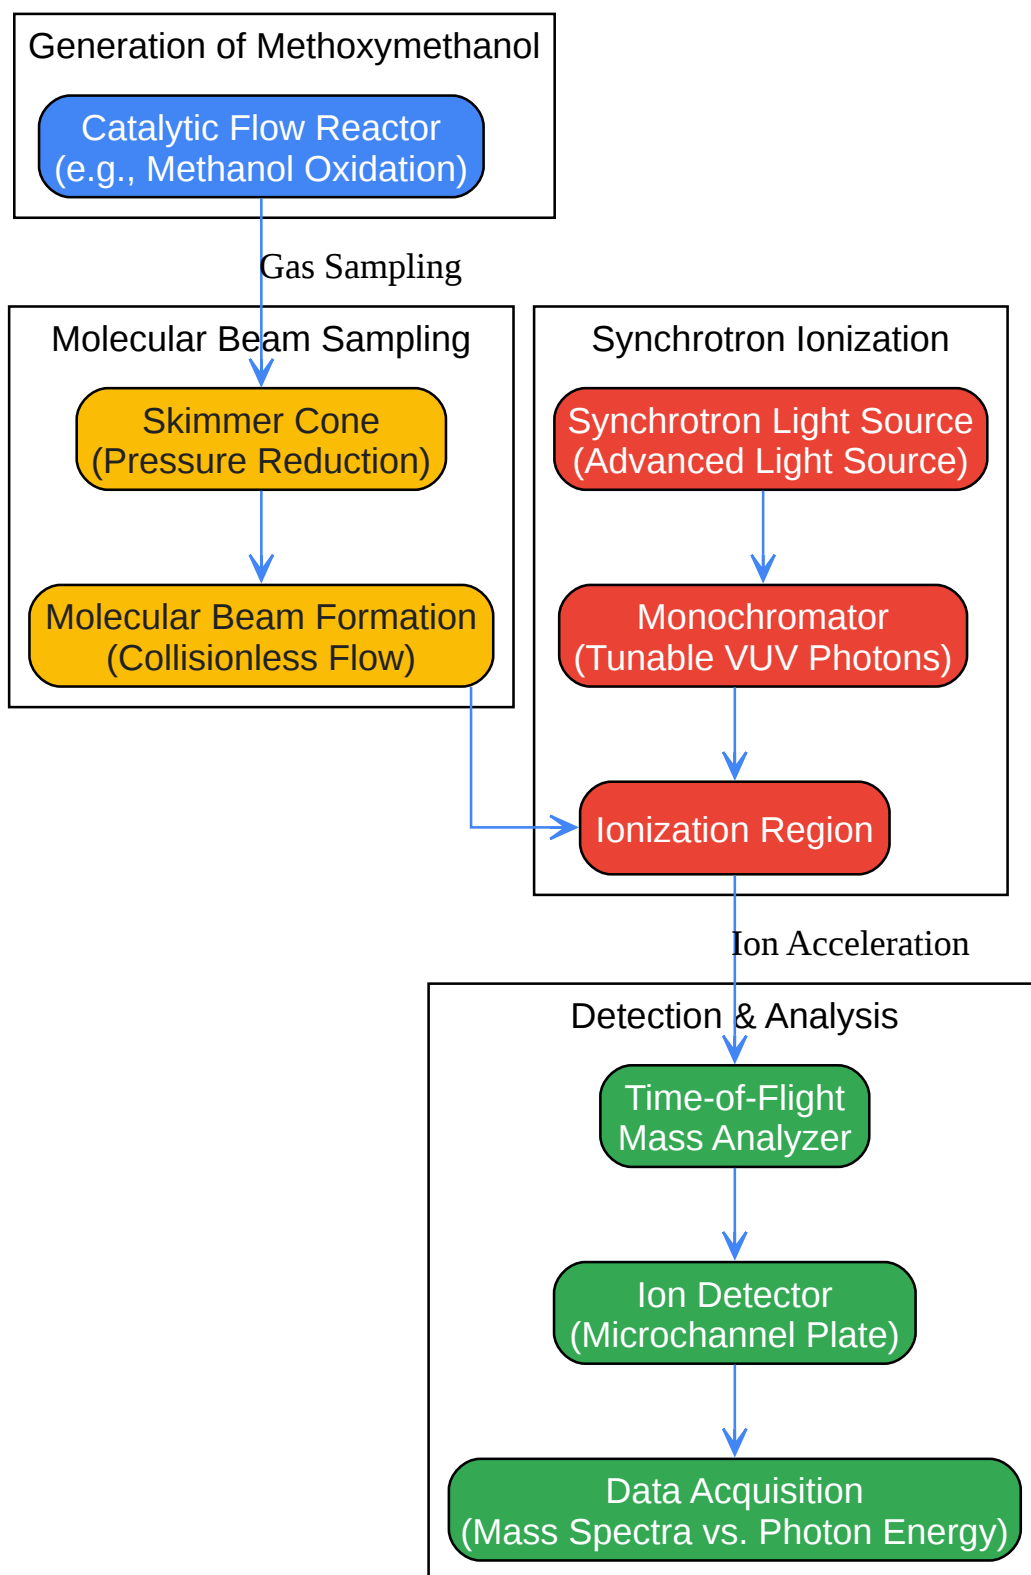 Generation of Methoxymethanol
Catalytic Flow Reactor
(e.g., Methanol Oxidation)
Gas Sampling
Molecular Beam Sampling
Skimmer Cone
(Pressure Reduction)
Molecular Beam Formation
(Collisionless Flow)
Synchrotron Ionization
Synchrotron Light Source
(Advanced Light Source)
Monochromator
(Tunable VUV Photons)
Ionization Region
Ion Acceleration
Detection & Analysis
Time-of-Flight
Mass Analyzer
Ion Detector
(Microchannel Plate)
Data Acquisition
(Mass Spectra vs. Photon Energy)